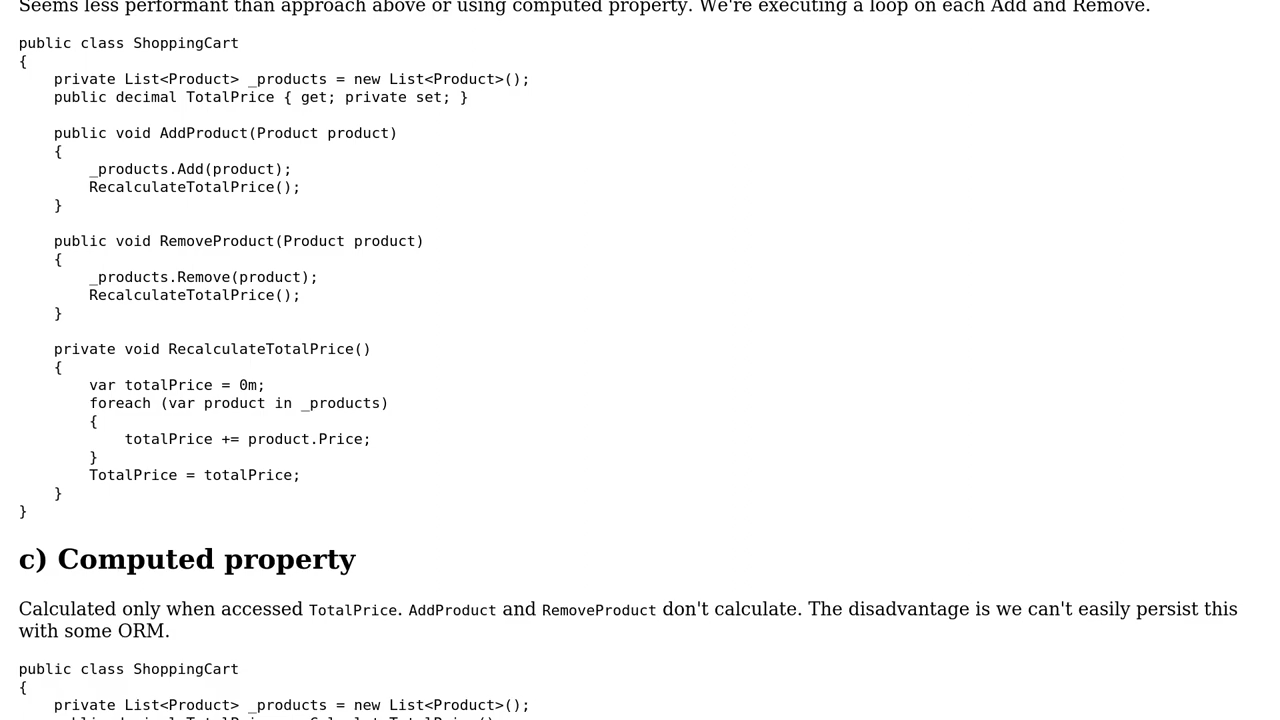 Seems less performant than approach above or using computed property. We're executing a loop on each Add and Remove.
public class ShoppingCart
{
    private List<Product> _products = new List<Product>();
    public decimal TotalPrice { get; private set; }

    public void AddProduct(Product product)
    {
        _products.Add(product);
        RecalculateTotalPrice();
    }

    public void RemoveProduct(Product product)
    {
        _products.Remove(product);
        RecalculateTotalPrice();
    }

    private void RecalculateTotalPrice()
    {
        var totalPrice = 0m;
        foreach (var product in _products)
        {
            totalPrice += product.Price;
        }
        TotalPrice = totalPrice;
    }
}
c) Computed property
Calculated only when accessed TotalPrice. AddProduct and RemoveProduct don't calculate. The disadvantage is we can't easily persist this
with some ORM.
public class ShoppingCart
{
    private List<Product> _products = new List<Product>();